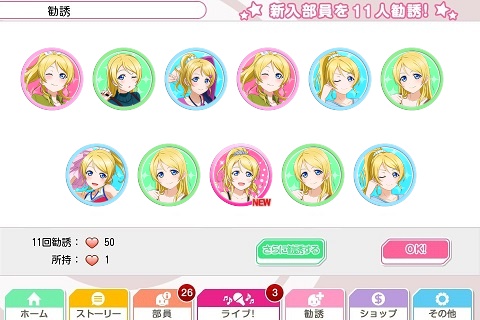 勧誘
新入部員を11人勧誘!
NEW
11回勧誘： 50
所持： 1
さらに勧誘する
OK!
26
3
ホーム
ストーリー
部員
ライブ!
勧誘
ショップ
その他